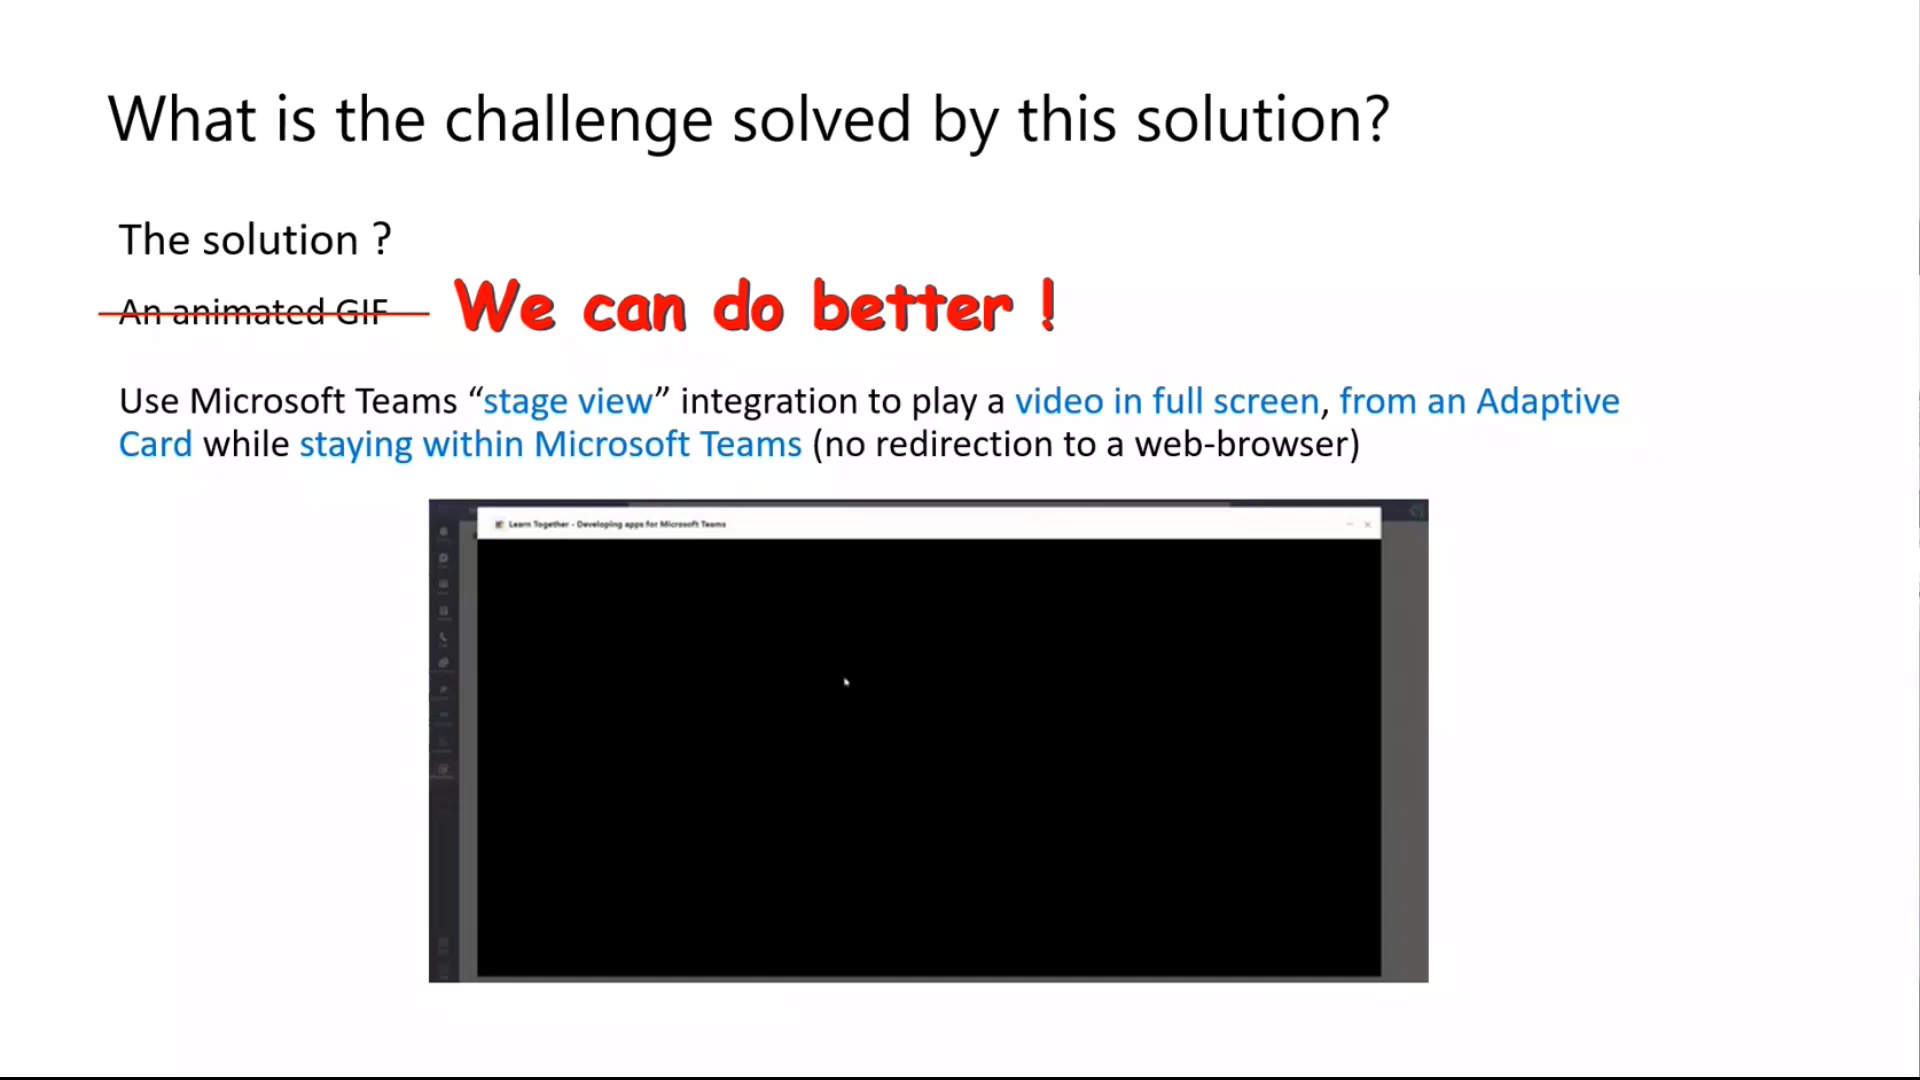 What is the challenge solved by this solution?
The solution ?
An animated GIF
We can do better !
Use Microsoft Teams “stage view” integration to play a video in full screen, from an Adaptive
Card while staying within Microsoft Teams (no redirection to a web-browser)
Learn Together - Developing apps for Microsoft Teams